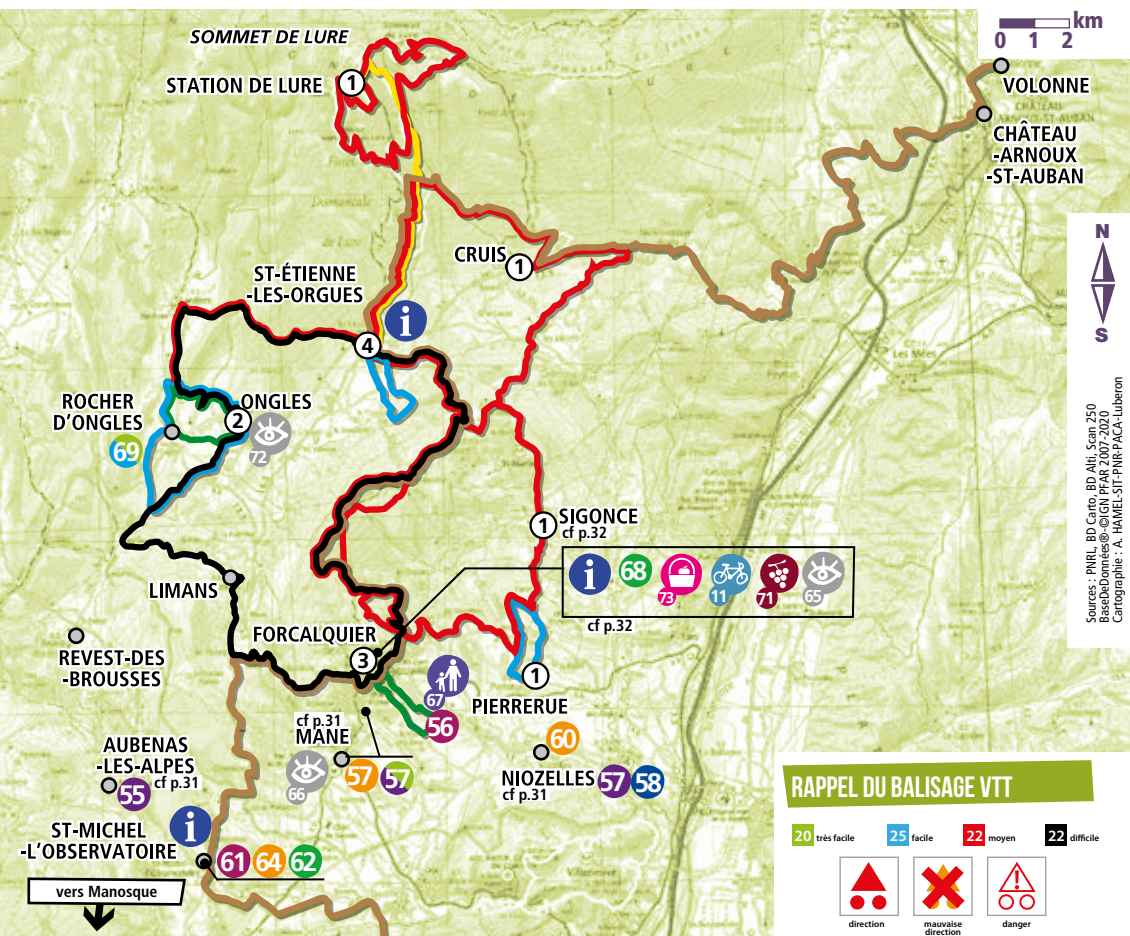 km
0 1 2
SOMMET DE LURE
STATION DE LURE
1
VOLONNE
CHÂTEAU
-ARNOUX
-ST-AUBAN
N
S
CRUIS
1
ST-ÉTIENNE
-LES-ORGUES
i
4
ROCHER
D'ONGLES
69
ONGLES
2
72
Les Mées
1
SIGONCE
cf p.32
i 68 73 11 71 65
cf p.32
LIMANS
FORCALQUIER
3
REVEST-DES
-BROUSSES
67
56
1
PIERRERUE
cf p.31
MANE
66
57
57
60
NIOZELLES
cf p.31
57 58
AUBENAS
-LES-ALPES
cf p.31
55
i
ST-MICHEL
-L'OBSERVATOIRE
61 64 62
vers Manosque
Sources : PNRL, BD Carto, BD Alti, Scan 250
BaseDeDonnées®-©IGN PFAR 2007-2020
Cartographie : A. HAMEL-SIT-PNR-PACA-Luberon
RAPPEL DU BALISAGE VTT
20 très facile
25 facile
22 moyen
22 difficile
direction
mauvaise
direction
danger